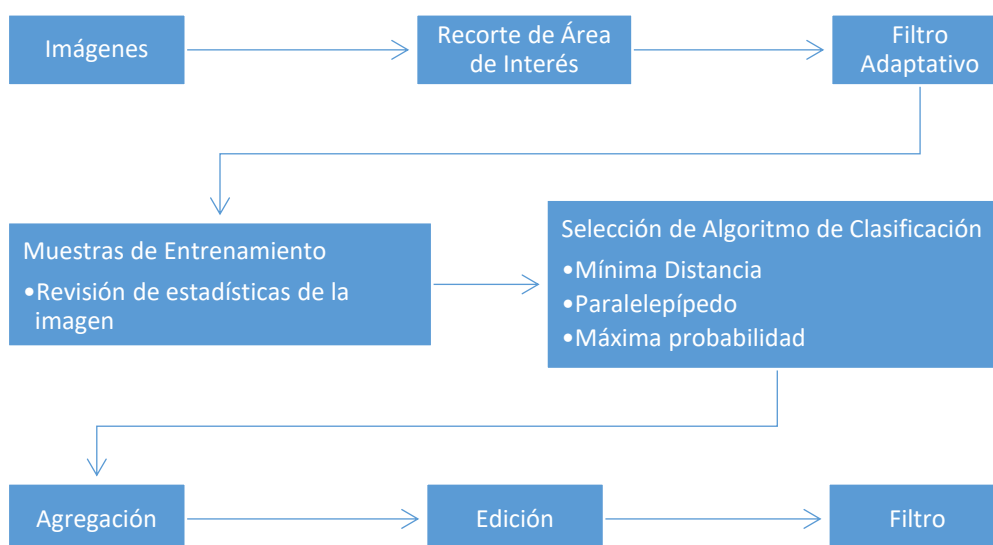 Imágenes
Recorte de Área
de Interés
Filtro
Adaptativo
Muestras de Entrenamiento
•Revisión de estadísticas de la
imagen
Selección de Algoritmo de Clasificación
•Mínima Distancia
•Paralelepípedo
•Máxima probabilidad
Agregación
Edición
Filtro